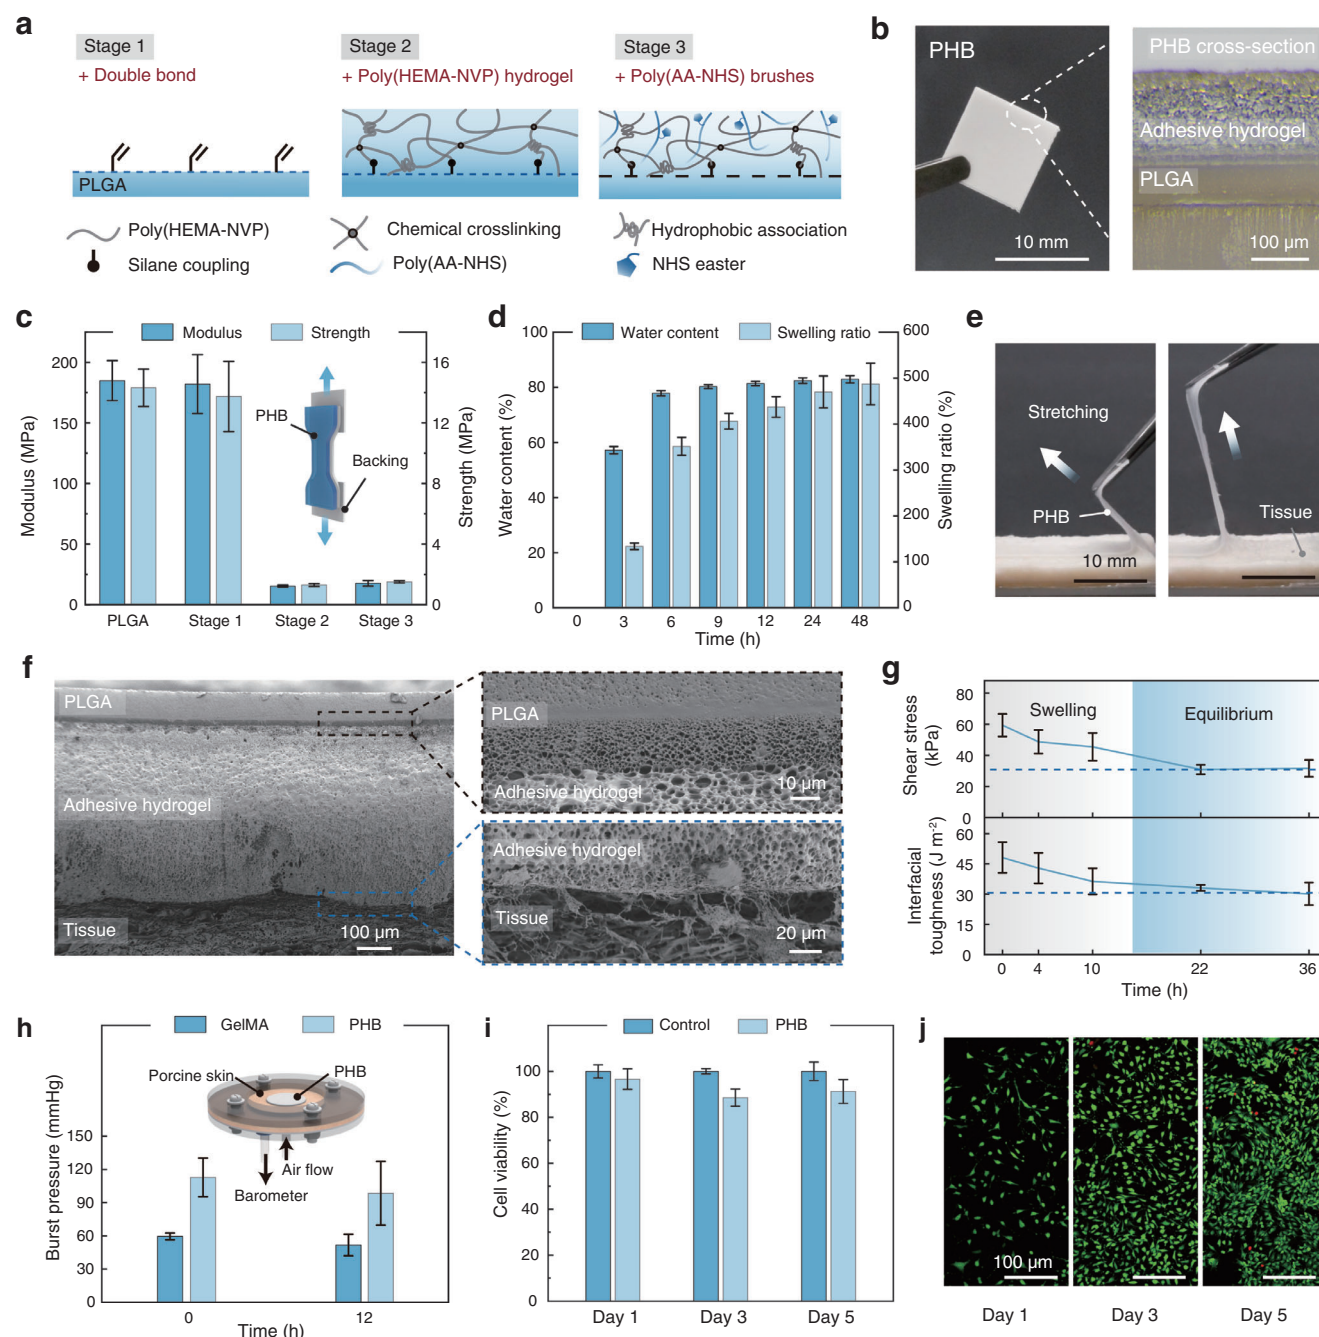 a
Stage 1
+ Double bond
PLGA
Stage 2
+ Poly(HEMA-NVP) hydrogel
Stage 3
+ Poly(AA-NHS) brushes
Poly(HEMA-NVP)
Silane coupling
Chemical crosslinking
Poly(AA-NHS)
Hydrophobic association
NHS easter
b
PHB
10 mm
PHB cross-section
Adhesive hydrogel
PLGA
100 µm
c
Modulus
Strength
Modulus (MPa)
200
175
150
125
100
75
50
25
0
PHB
Backing
16
14
12
8
4
0
Strength (MPa)
PLGA
Stage 1
Stage 2
Stage 3
d
Water content
Swelling ratio
Water content (%)
100
80
60
40
20
0
600
500
400
300
200
100
0
Swelling ratio (%)
0
3
6
9
12
24
48
Time (h)
e
Stretching
PHB
10 mm
Tissue
f
PLGA
Adhesive hydrogel
Tissue
100 µm
PLGA
Adhesive hydrogel
10 µm
Adhesive hydrogel
Tissue
20 µm
g
Swelling
Equilibrium
Shear stress
(kPa)
80
60
40
20
0
Interfacial
toughness (J m⁻²)
60
45
30
15
0
0
4
10
22
36
Time (h)
h
GelMA
PHB
Burst pressure (mmHg)
150
120
90
60
30
0
Porcine skin
PHB
Air flow
Barometer
0
12
Time (h)
i
Control
PHB
Cell viability (%)
100
80
60
40
20
0
Day 1
Day 3
Day 5
j
100 µm
Day 1
Day 3
Day 5